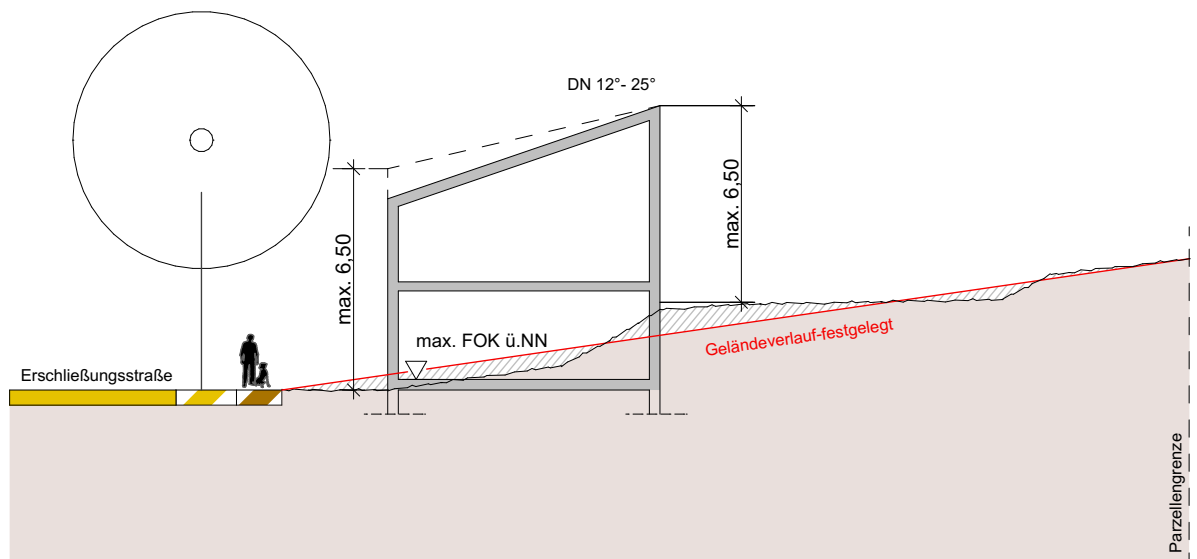 DN 12°- 25°
max. 6,50
max. 6,50
max. FOK ü.NN
Geländeverlauf-festgelegt
Erschließungsstraße
Parzellengrenze